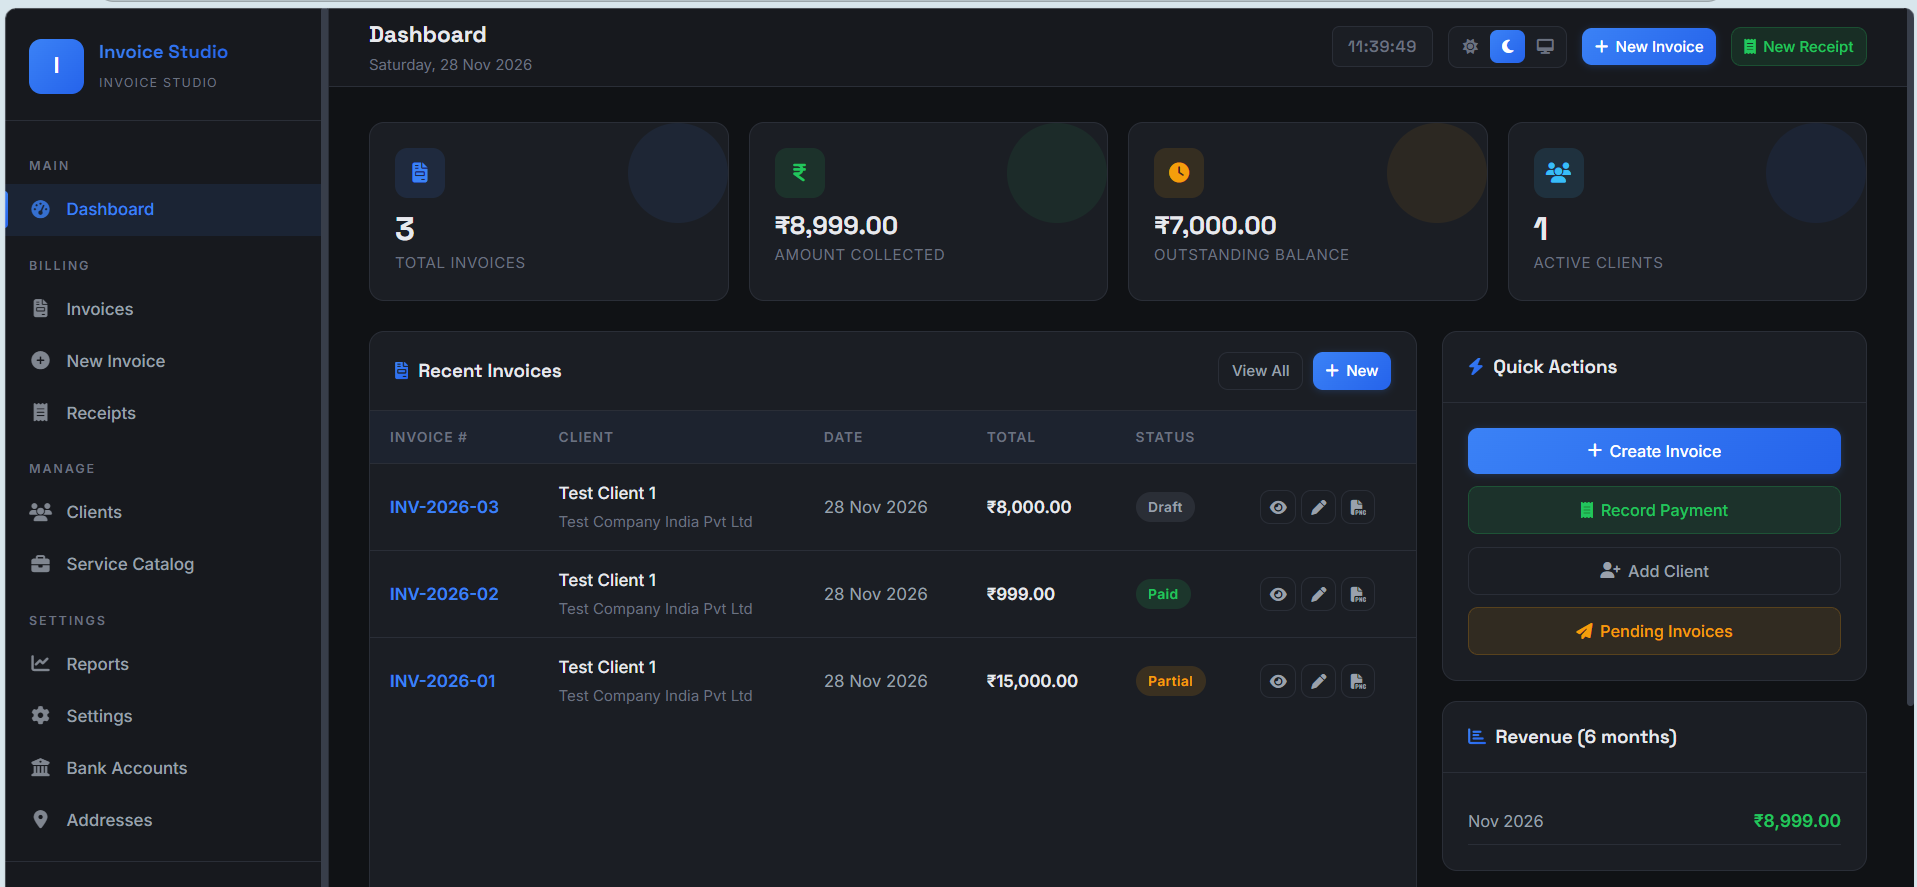 I
Invoice Studio
INVOICE STUDIO
MAIN
Dashboard
BILLING
Invoices
New Invoice
Receipts
MANAGE
Clients
Service Catalog
SETTINGS
Reports
Settings
Bank Accounts
Addresses
Dashboard
Saturday, 28 Nov 2026
11:39:49
New Invoice
New Receipt
3
TOTAL INVOICES
₹8,999.00
AMOUNT COLLECTED
₹7,000.00
OUTSTANDING BALANCE
1
ACTIVE CLIENTS
Recent Invoices
View All
New
INVOICE # CLIENT DATE TOTAL STATUS
INV-2026-03 Test Client 1 28 Nov 2026 ₹8,000.00 Draft
Test Company India Pvt Ltd
INV-2026-02 Test Client 1 28 Nov 2026 ₹999.00 Paid
Test Company India Pvt Ltd
INV-2026-01 Test Client 1 28 Nov 2026 ₹15,000.00 Partial
Test Company India Pvt Ltd
Quick Actions
Create Invoice
Record Payment
Add Client
Pending Invoices
Revenue (6 months)
Nov 2026 ₹8,999.00